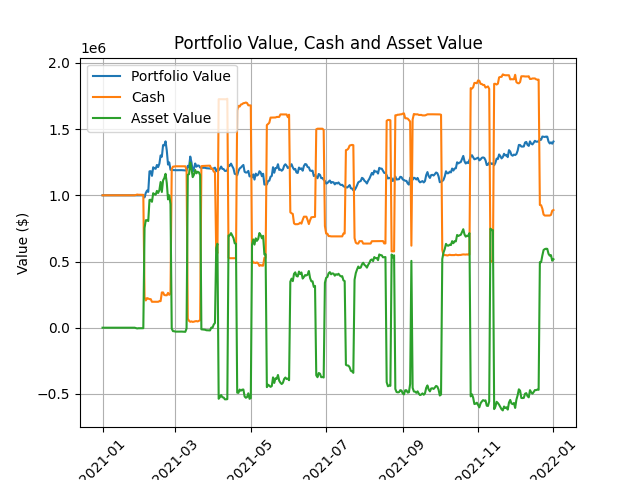 Portfolio Value, Cash and Asset Value
1e6
Portfolio Value
Cash
Asset Value
Value ($)
2.0
1.5
1.0
0.5
0.0
−0.5
2021-01
2021-03
2021-05
2021-07
2021-09
2021-11
2022-01